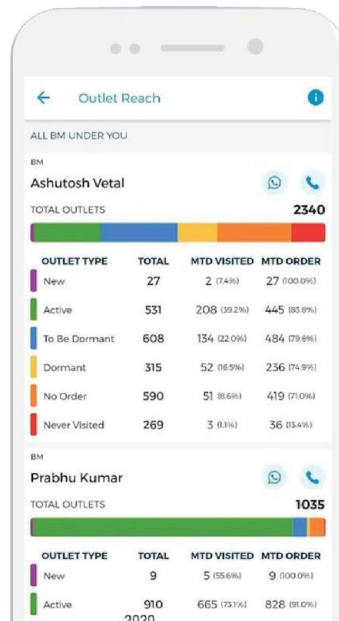 Outlet Reach
ALL BM UNDER YOU
BM
Ashutosh Vetal
TOTAL OUTLETS 2340
OUTLET TYPE TOTAL MTD VISITED MTD ORDER
New 27 2 (7.4%) 27 (100.0%)
Active 531 208 (39.2%) 445 (83.8%)
To Be Dormant 608 134 (22.0%) 484 (79.6%)
Dormant 315 52 (16.5%) 236 (74.9%)
No Order 590 51 (8.6%) 419 (71.0%)
Never Visited 269 3 (1.1%) 36 (13.4%)
BM
Prabhu Kumar
TOTAL OUTLETS 1035
OUTLET TYPE TOTAL MTD VISITED MTD ORDER
New 9 5 (55.6%) 9 (100.0%)
Active 910 665 (73.1%) 828 (91.0%)
2020